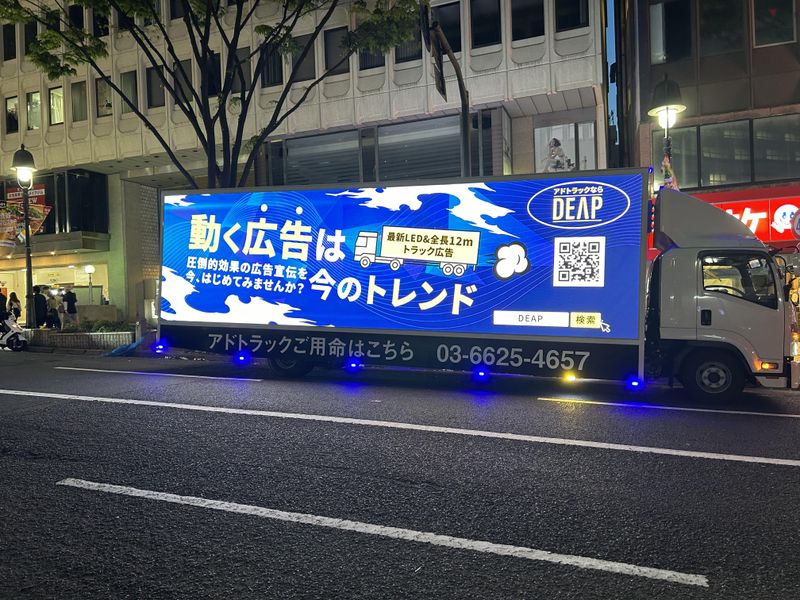 動く広告は
圧倒的効果の広告宣伝を
今、はじめてみませんか?
今のトレンド
最新LED&全長12m
トラック広告
アドトラックなら
DEAP
DEAP 検索
アドトラックご用命はこちら 03-6625-4657